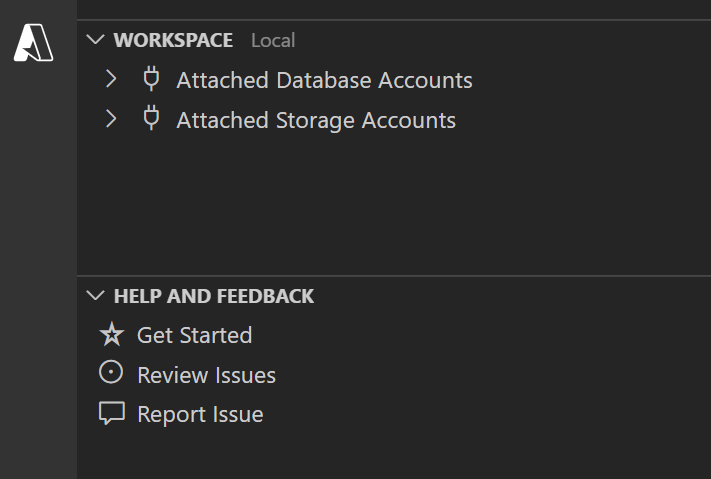 WORKSPACE Local
Attached Database Accounts
Attached Storage Accounts
HELP AND FEEDBACK
Get Started
Review Issues
Report Issue